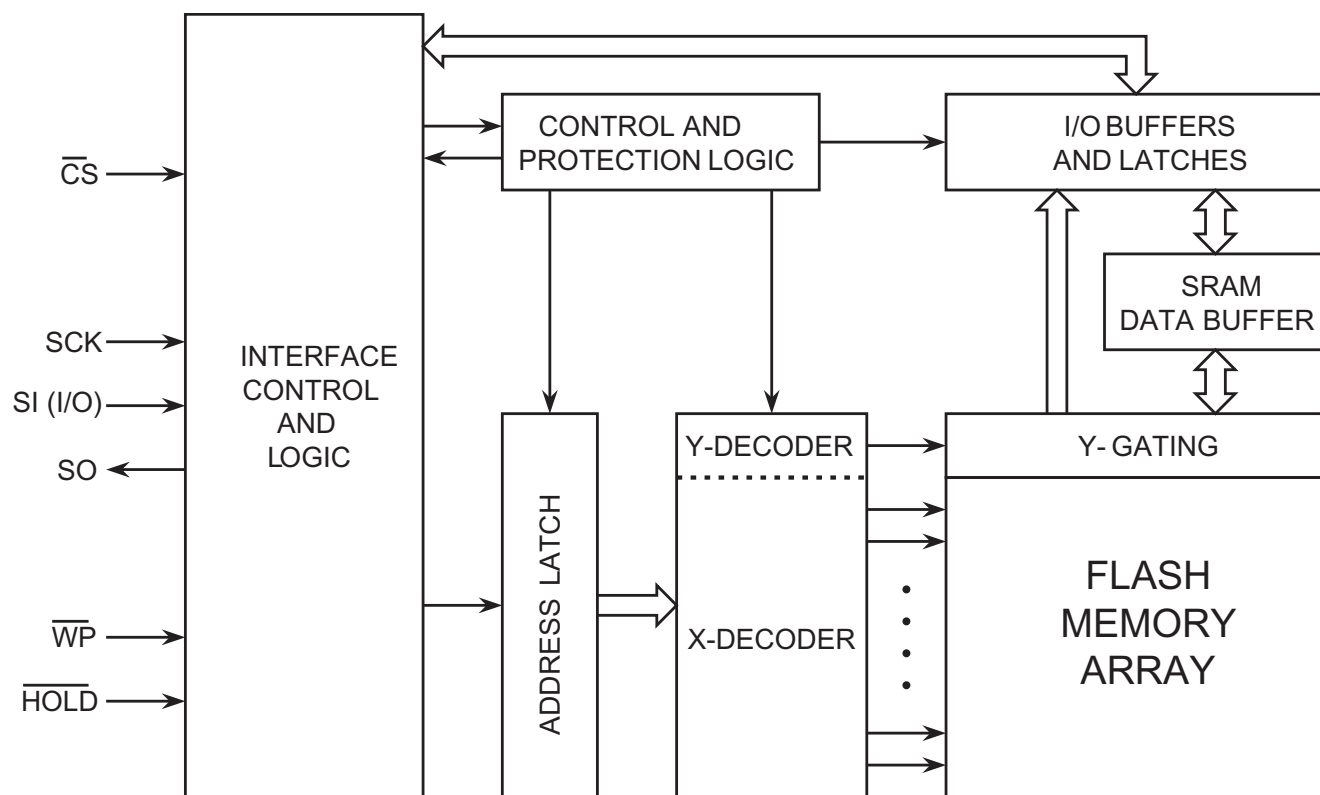 CS
SCK
SI (I/O)
SO
WP
HOLD
INTERFACE
CONTROL
AND
LOGIC
CONTROL AND
PROTECTION LOGIC
I/O BUFFERS
AND LATCHES
SRAM
DATA BUFFER
ADDRESS LATCH
Y-DECODER
X-DECODER
Y- GATING
FLASH
MEMORY
ARRAY